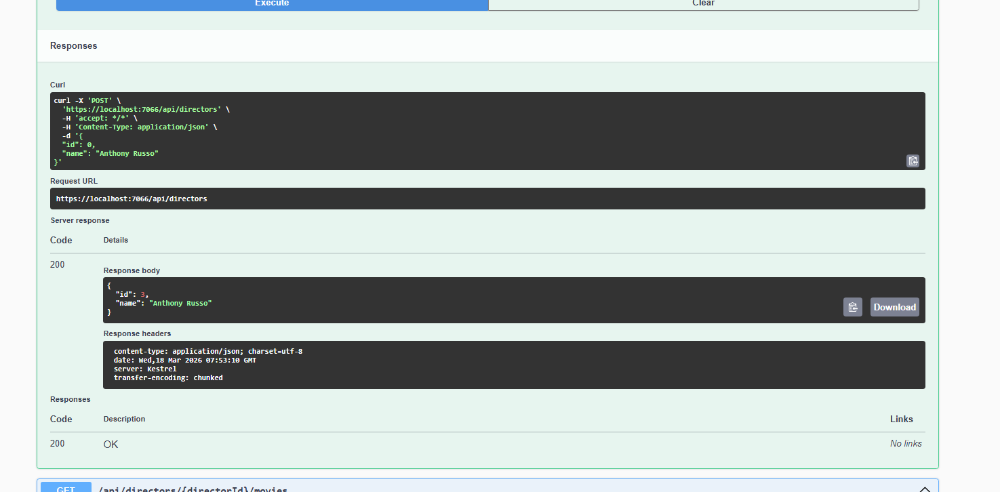 Execute
Clear
Responses
Curl
curl -X 'POST' \
'https://localhost:7066/api/directors' \
-H 'accept: */*' \
-H 'Content-Type: application/json' \
-d '{
"id": 0,
"name": "Anthony Russo"
}'
Request URL
https://localhost:7066/api/directors
Server response
Code Details
200
Response body
{
"id": 3,
"name": "Anthony Russo"
}
Download
Response headers
content-type: application/json; charset=utf-8
date: Wed,18 Mar 2026 07:53:10 GMT
server: Kestrel
transfer-encoding: chunked
Responses
Code Description Links
200 OK No links
GET /api/directors/{directorId}/movies